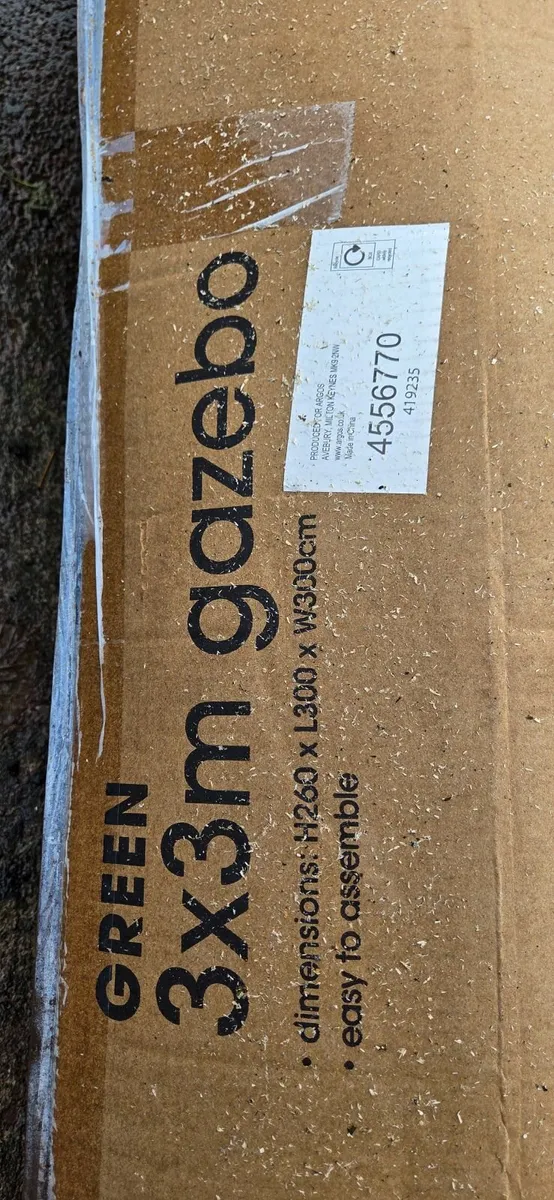 GREEN
3x3m gazebo
• dimensions: H260 x L300 x W300cm
• easy to assemble
PRODUCED FOR ARGOS
AVEBURY, MILTON KEYNES MK9 2NW
www.argos.co.uk
Made in China
4556770
419235